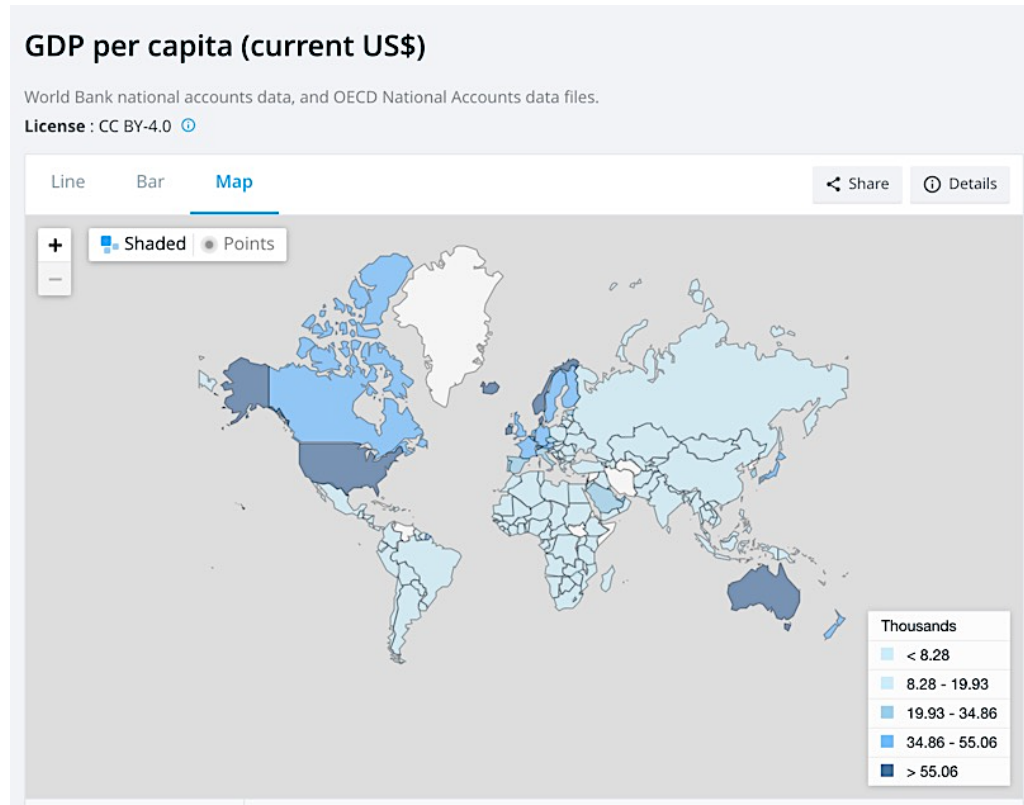 GDP per capita (current US$)
World Bank national accounts data, and OECD National Accounts data files.
License : CC BY-4.0
Line Bar Map Share Details
+ Shaded Points
−
Thousands
< 8.28
8.28 - 19.93
19.93 - 34.86
34.86 - 55.06
> 55.06